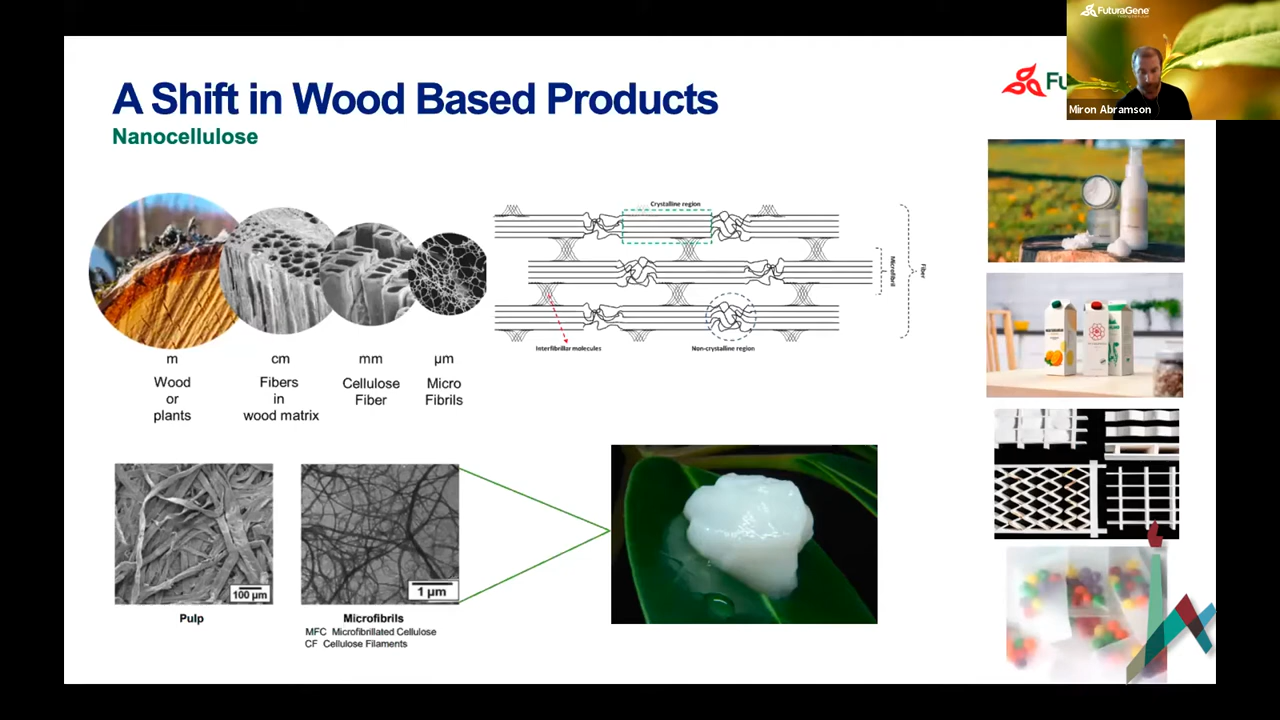 FuturaGene
Miron Abramson
A Shift in Wood Based Products
Nanocellulose
Fu
Crystalline region
Microfibril
Fiber
Interfibrillar molecules
Non-crystalline region
m
cm
mm
µm
Wood
or
plants
Fibers
in
wood matrix
Cellulose
Fiber
Micro
Fibrils
100 µm
1 µm
Pulp
Microfibrils
MFC Microfibrillated Cellulose
CF Cellulose Filaments